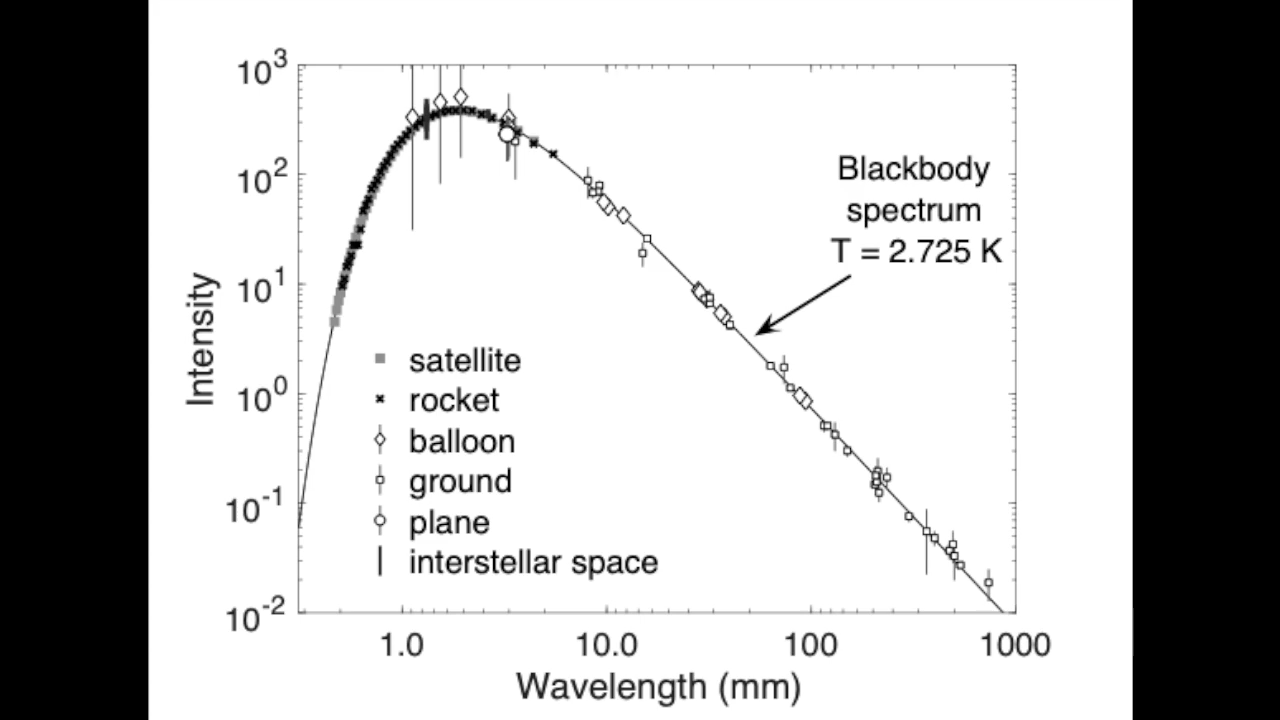 10³
10²
10¹
10⁰
10⁻¹
10⁻²
Intensity
Blackbody
spectrum
T = 2.725 K
satellite
rocket
balloon
ground
plane
interstellar space
1.0 10.0 100 1000
Wavelength (mm)